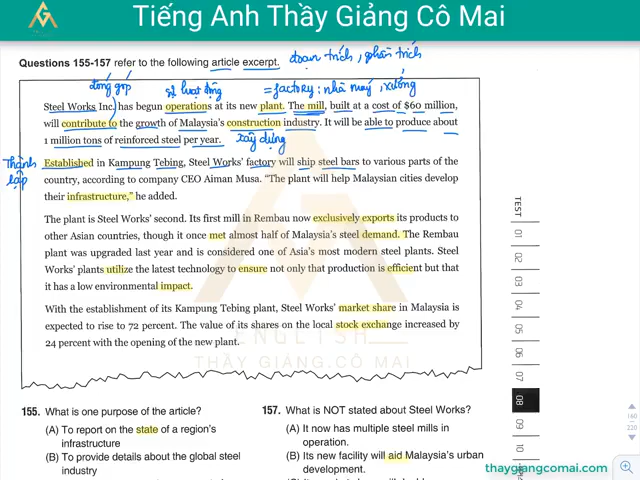 Tiếng Anh Thầy Giảng Cô Mai
Questions 155-157 refer to the following article excerpt.
đoạn trích, phân trích
đóng góp
sự hoạt động
=factory: nhà máy, xưởng
Steel Works Inc. has begun operations at its new plant. The mill, built at a cost of $60 million,
will contribute to the growth of Malaysia's construction industry. It will be able to produce about
1 million tons of reinforced steel per year.
xây dựng
Thành lập
Established in Kampung Tebing, Steel Works' factory will ship steel bars to various parts of the
country, according to company CEO Aiman Musa. "The plant will help Malaysian cities develop
their infrastructure," he added.
The plant is Steel Works' second. Its first mill in Rembau now exclusively exports its products to
other Asian countries, though it once met almost half of Malaysia's steel demand. The Rembau
plant was upgraded last year and is considered one of Asia's most modern steel plants. Steel
Works' plants utilize the latest technology to ensure not only that production is efficient but that
it has a low environmental impact.
With the establishment of its Kampung Tebing plant, Steel Works' market share in Malaysia is
expected to rise to 72 percent. The value of its shares on the local stock exchange increased by
24 percent with the opening of the new plant.
ENGLISH
THẦY GIẢNG.CÔ MAI
TEST
01
02
03
04
05
06
07
08
09
10
155. What is one purpose of the article?
(A) To report on the state of a region's
infrastructure
(B) To provide details about the global steel
industry
157. What is NOT stated about Steel Works?
(A) It now has multiple steel mills in
operation.
(B) Its new facility will aid Malaysia's urban
development.
160
220
thaygiangcomai.com